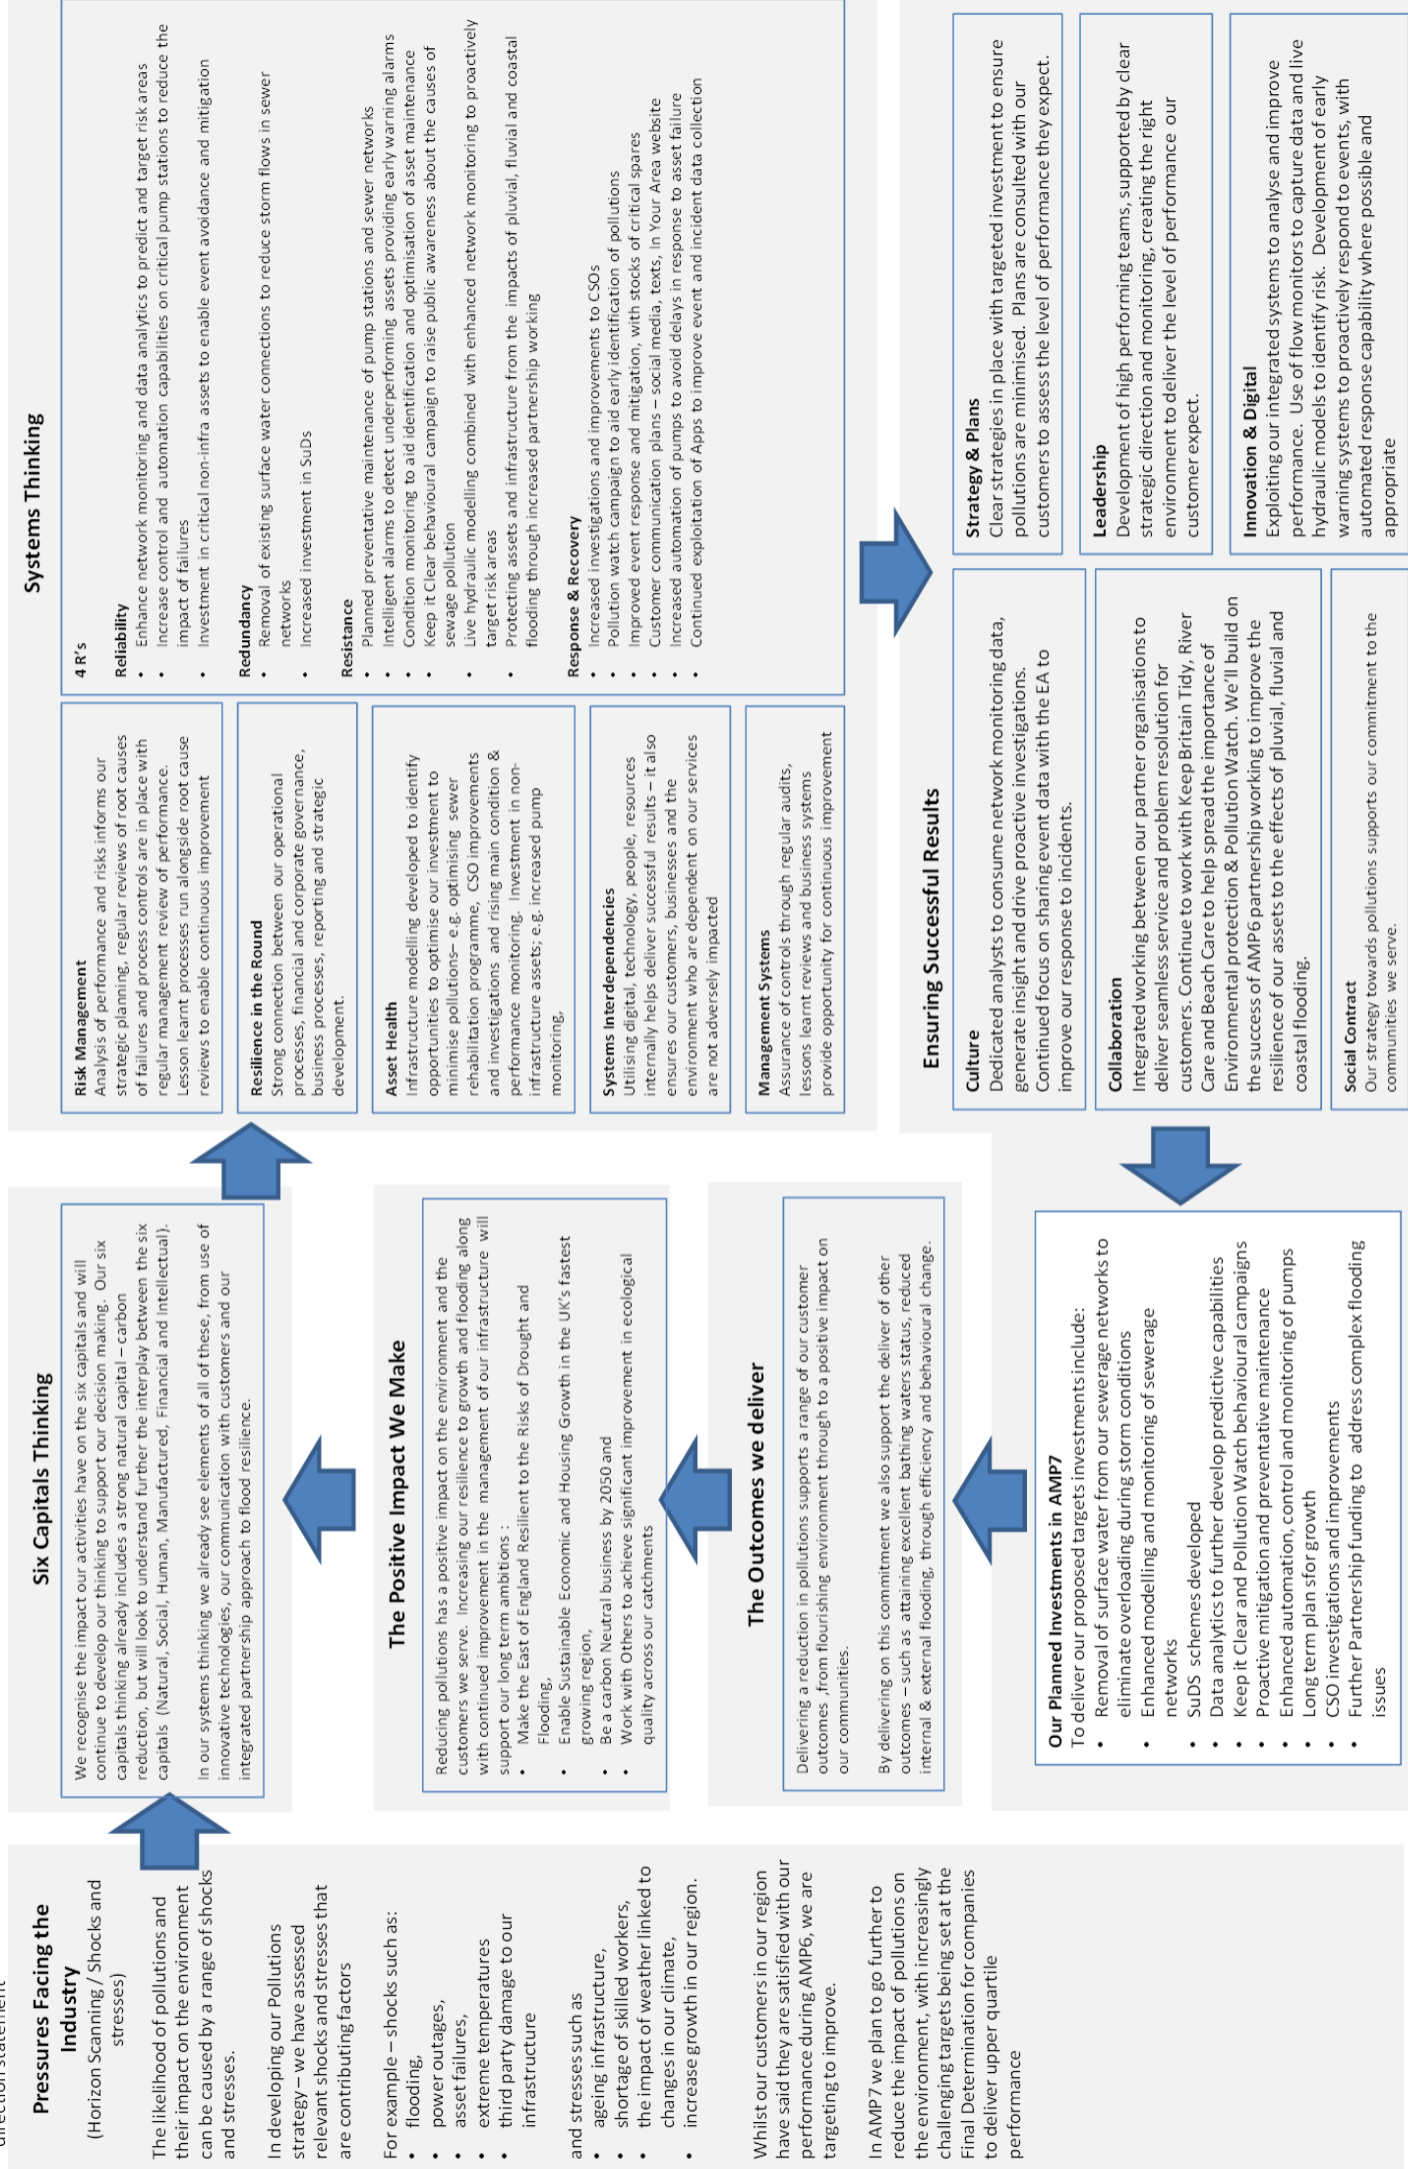 direction statement
Pressures Facing the
Industry
(Horizon Scanning / Shocks and
stresses)
The likelihood of pollutions and
their impact on the environment
can be caused by a range of shocks
and stresses.
In developing our Pollutions
strategy – we have assessed
relevant shocks and stresses that
are contributing factors
For example – shocks such as:
• flooding,
• power outages,
• asset failures,
• extreme temperatures
• third party damage to our
infrastructure
and stresses such as
• ageing infrastructure,
• shortage of skilled workers,
• the impact of weather linked to
changes in our climate,
• increase growth in our region.
Whilst our customers in our region
have said they are satisfied with our
performance during AMP6, we are
targeting to improve.
In AMP7 we plan to go further to
reduce the impact of pollutions on
the environment, with increasingly
challenging targets being set at the
Final Determination for companies
to deliver upper quartile
performance
Six Capitals Thinking
We recognise the impact our activities have on the six capitals and will
continue to develop our thinking to support our decision making. Our six
capitals thinking already includes a strong natural capital – carbon
reduction, but will look to understand further the interplay between the six
capitals (Natural, Social, Human, Manufactured, Financial and Intellectual).
In our systems thinking we already see elements of all of these, from use of
innovative technologies, our communication with customers and our
integrated partnership approach to flood resilience.
The Positive Impact We Make
Reducing pollutions has a positive impact on the environment and the
customers we serve. Increasing our resilience to growth and flooding along
with continued improvement in the management of our infrastructure will
support our long term ambitions :
• Make the East of England Resilient to the Risks of Drought and
Flooding,
• Enable Sustainable Economic and Housing Growth in the UK's fastest
growing region,
• Be a carbon Neutral business by 2050 and
• Work with Others to achieve significant improvement in ecological
quality across our catchments
The Outcomes we deliver
Delivering a reduction in pollutions supports a range of our customer
outcomes ,from flourishing environment through to a positive impact on
our communities.
By delivering on this commitment we also support the deliver of other
outcomes – such as attaining excellent bathing waters status, reduced
internal & external flooding, through efficiency and behavioural change.
Our Planned Investments in AMP7
To deliver our proposed targets investments include:
• Removal of surface water from our sewerage networks to
eliminate overloading during storm conditions
• Enhanced modelling and monitoring of sewerage
networks
• SuDS schemes developed
• Data analytics to further develop predictive capabilities
• Keep it Clear and Pollution Watch behavioural campaigns
• Proactive mitigation and preventative maintenance
• Enhanced automation, control and monitoring of pumps
• Long term plan sfor growth
• CSO investigations and improvements
• Further Partnership funding to address complex flooding
issues
Systems Thinking
Risk Management
Analysis of performance and risks informs our
strategic planning, regular reviews of root causes
of failures and process controls are in place with
regular management review of performance.
Lesson learnt processes run alongside root cause
reviews to enable continuous improvement
Resilience in the Round
Strong connection between our operational
processes, financial and corporate governance,
business processes, reporting and strategic
development.
Asset Health
Infrastructure modelling developed to identify
opportunities to optimise our investment to
minimise pollutions– e.g. optimising sewer
rehabilitation programme, CSO improvements
and investigations and rising main condition &
performance monitoring. Investment in non-
infrastructure assets; e.g. increased pump
monitoring,
Systems Interdependencies
Utilising digital, technology, people, resources
internally helps deliver successful results – it also
ensures our customers, businesses and the
environment who are dependent on our services
are not adversely impacted
Management Systems
Assurance of controls through regular audits,
lessons learnt reviews and business systems
provide opportunity for continuous improvement
4 R's
Reliability
• Enhance network monitoring and data analytics to predict and target risk areas
• Increase control and automation capabilities on critical pump stations to reduce the
impact of failures
• Investment in critical non-infra assets to enable event avoidance and mitigation
Redundancy
• Removal of existing surface water connections to reduce storm flows in sewer
networks
• Increased investment in SuDs
Resistance
• Planned preventative maintenance of pump stations and sewer networks
• Intelligent alarms to detect underperforming assets providing early warning alarms
• Condition monitoring to aid identification and optimisation of asset maintenance
• Keep it Clear behavioural campaign to raise public awareness about the causes of
sewage pollution
• Live hydraulic modelling combined with enhanced network monitoring to proactively
target risk areas
• Protecting assets and infrastructure from the impacts of pluvial, fluvial and coastal
flooding through increased partnership working
Response & Recovery
• Increased investigations and improvements to CSOs
• Pollution watch campaign to aid early identification of pollutions
• Improved event response and mitigation, with stocks of critical spares
• Customer communication plans – social media, texts, In Your Area website
• Increased automation of pumps to avoid delays in response to asset failure
• Continued exploitation of Apps to improve event and incident data collection
Ensuring Successful Results
Culture
Dedicated analysts to consume network monitoring data,
generate insight and drive proactive investigations.
Continued focus on sharing event data with the EA to
improve our response to incidents.
Collaboration
Integrated working between our partner organisations to
deliver seamless service and problem resolution for
customers. Continue to work with Keep Britain Tidy, River
Care and Beach Care to help spread the importance of
Environmental protection & Pollution Watch. We'll build on
the success of AMP6 partnership working to improve the
resilience of our assets to the effects of pluvial, fluvial and
coastal flooding.
Social Contract
Our strategy towards pollutions supports our commitment to the
communities we serve.
Strategy & Plans
Clear strategies in place with targeted investment to ensure
pollutions are minimised. Plans are consulted with our
customers to assess the level of performance they expect.
Leadership
Development of high performing teams, supported by clear
strategic direction and monitoring, creating the right
environment to deliver the level of performance our
customer expect.
Innovation & Digital
Exploiting our integrated systems to analyse and improve
performance. Use of flow monitors to capture data and live
hydraulic models to identify risk. Development of early
warning systems to proactively respond to events, with
automated response capability where possible and
appropriate